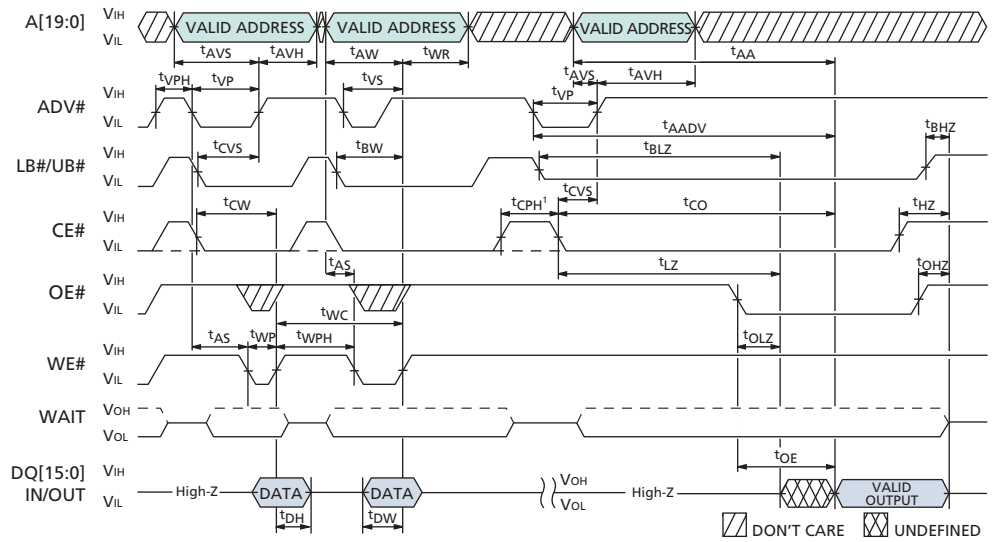 A[19:0]
VIH
VIL
VALID ADDRESS
VALID ADDRESS
VALID ADDRESS
tAVS
tAVH
tAW
tWR
tAA
tAVS
tAVH
ADV#
VIH
VIL
tVPH
tVP
tVS
tVP
tAADV
LB#/UB#
VIH
VIL
tCVS
tBW
tBLZ
tBHZ
CE#
VIH
VIL
tCW
tCPH1
tCVS
tCO
tHZ
OE#
VIH
VIL
tAS
tLZ
tOHZ
tWC
WE#
VIH
VIL
tAS
tWP
tWPH
tOLZ
WAIT
VOH
VOL
tOE
DQ[15:0]
IN/OUT
VIH
VIL
High-Z
DATA
DATA
VOH
VOL
High-Z
VALID
OUTPUT
tDH
tDW
DON'T CARE
UNDEFINED